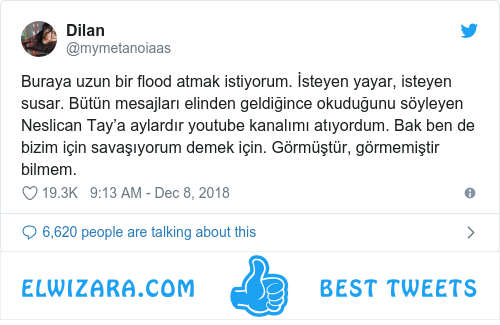 Dilan
@mymetanoiaas
Buraya uzun bir flood atmak istiyorum. İsteyen yayar, isteyen
susar. Bütün mesajları elinden geldiğince okuduğunu söyleyen
Neslican Tay’a aylardır youtube kanalımı atıyordum. Bak ben de
bizim için savaşıyorum demek için. Görmüştür, görmemiştir
bilmem.
19.3K 9:13 AM - Dec 8, 2018
6,620 people are talking about this
ELWIZARA.COM BEST TWEETS